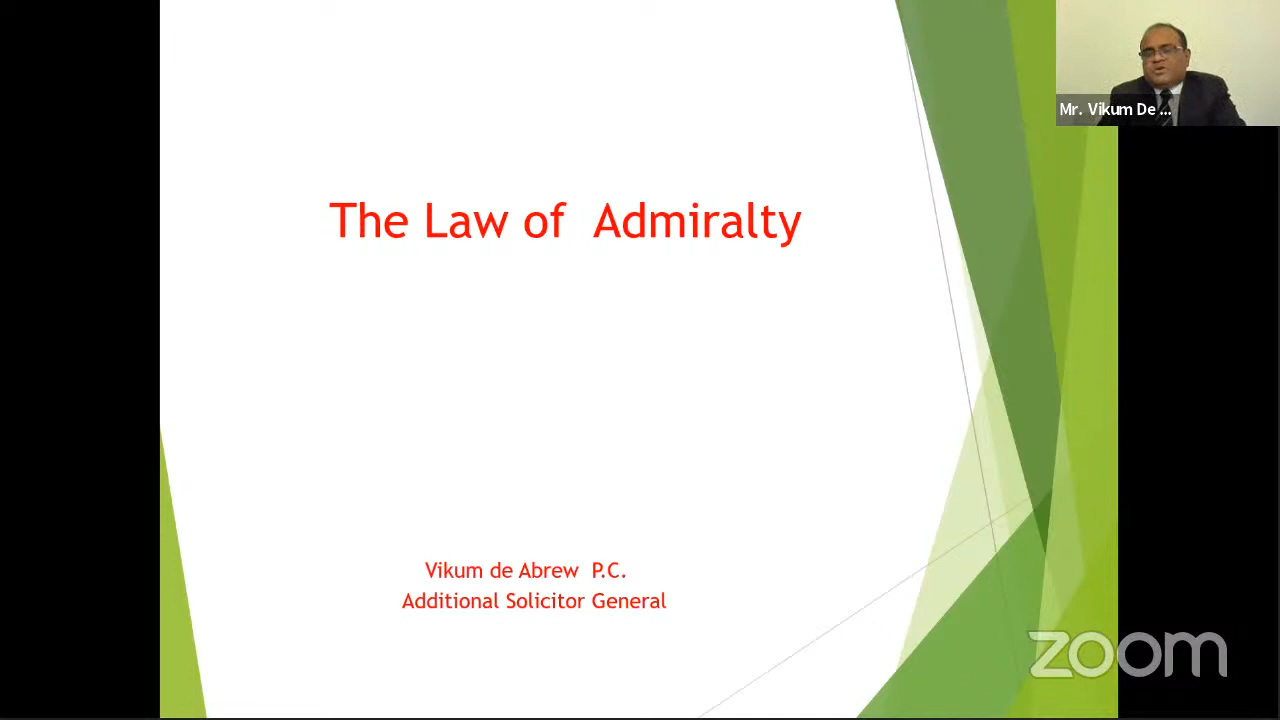 Mr. Vikum De ...
The Law of Admiralty
Vikum de Abrew P.C.
Additional Solicitor General
zoom